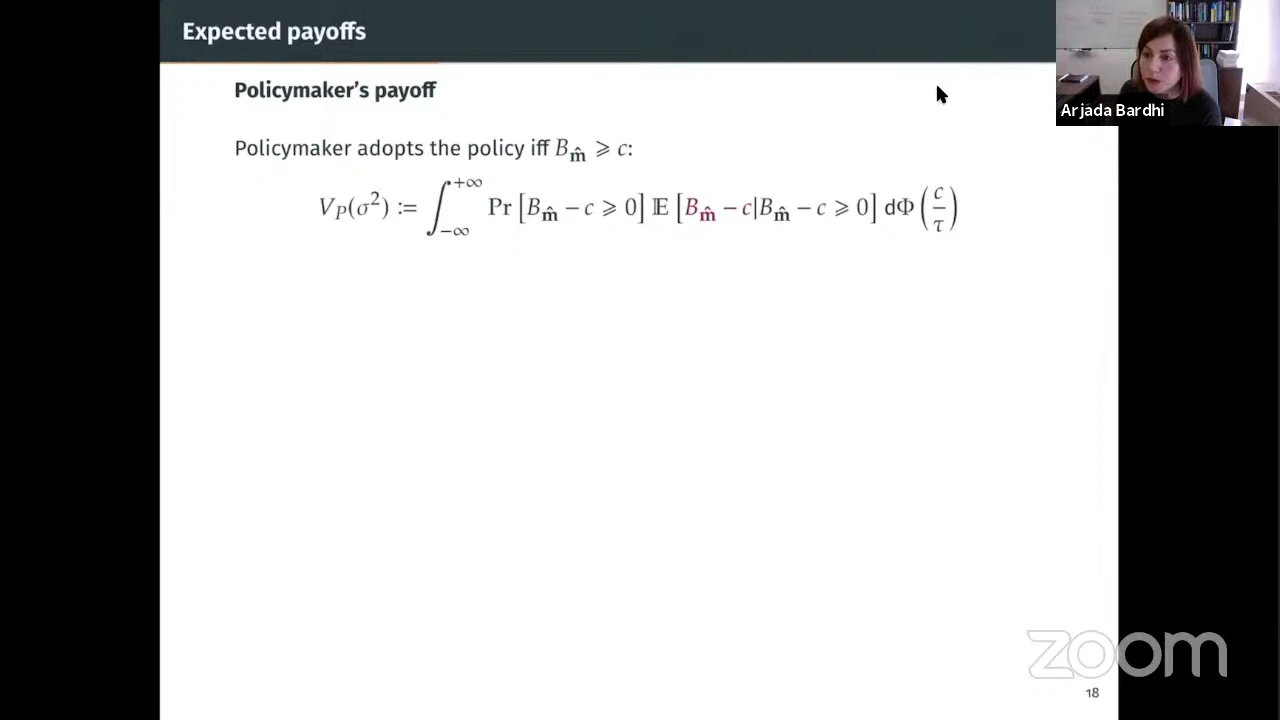 Expected payoffs
Arjada Bardhi
Policymaker's payoff
Policymaker adopts the policy iff B_m̂ ⩾ c:
V_P(σ²) := ∫_{−∞}^{+∞} Pr [B_m̂ − c ⩾ 0] 𝔼 [B_m̂ − c|B_m̂ − c ⩾ 0] dΦ (c/τ)
zoom
18